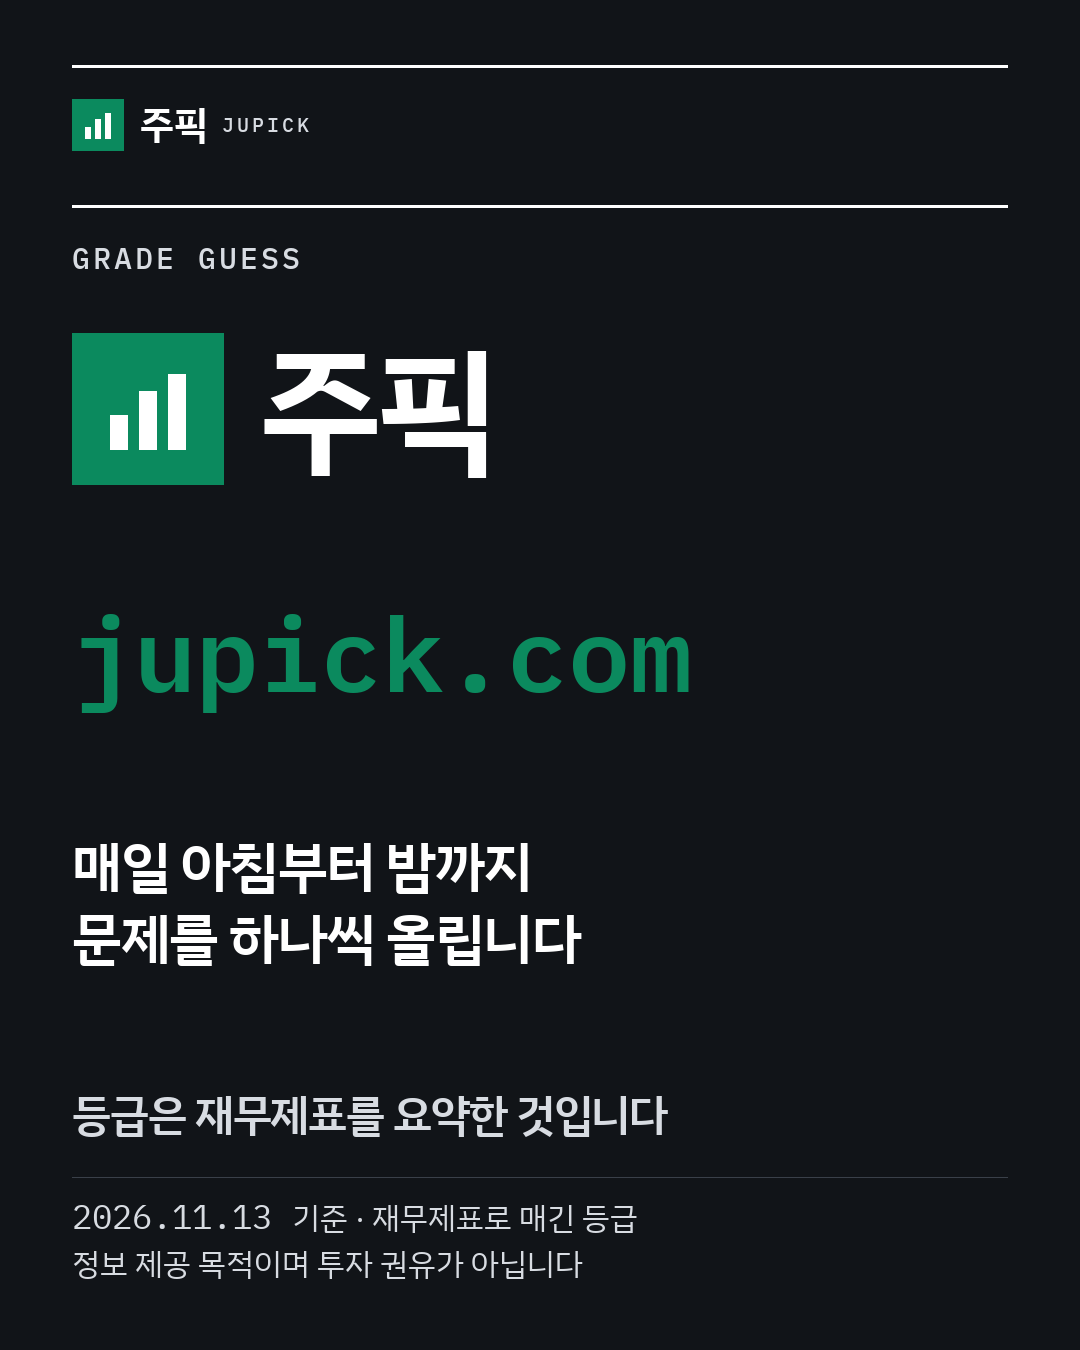 주픽 JUPICK
GRADE GUESS
주픽
jupick.com
매일 아침부터 밤까지
문제를 하나씩 올립니다
등급은 재무제표를 요약한 것입니다
2026.11.13 기준 · 재무제표로 매긴 등급
정보 제공 목적이며 투자 권유가 아닙니다